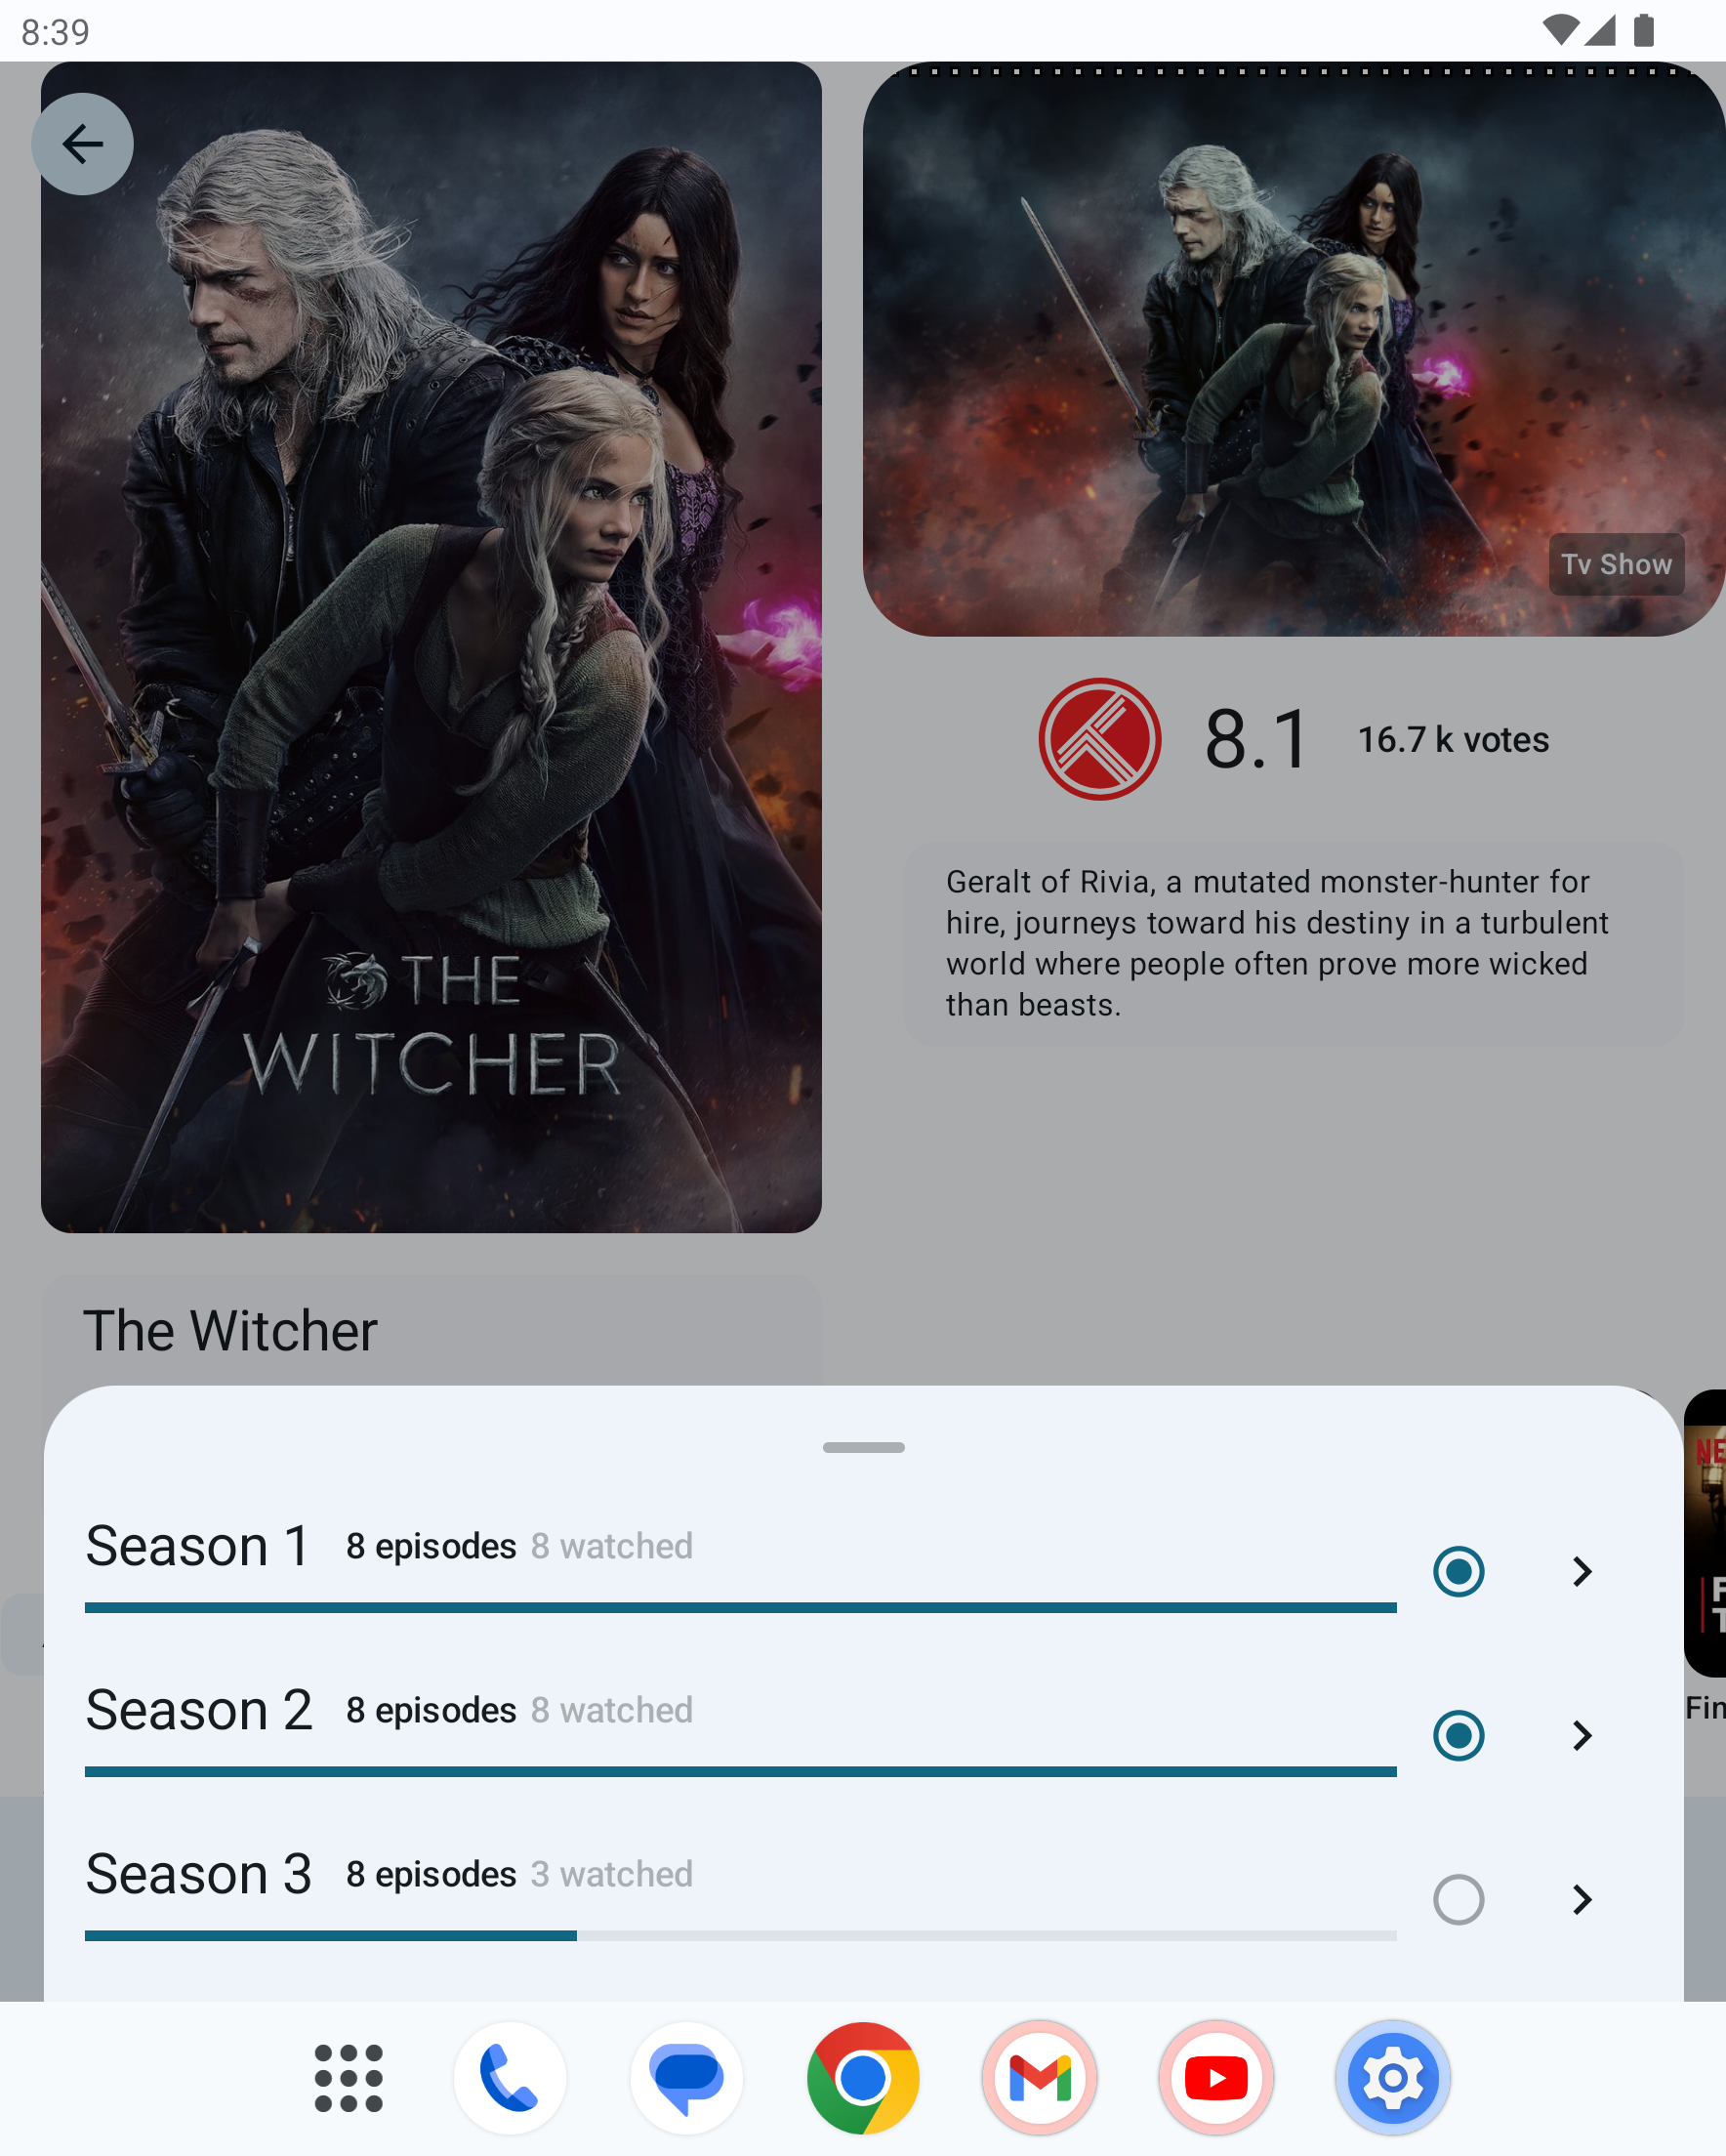 8:39
THE
WITCHER
Tv Show
8.1 16.7 k votes
Geralt of Rivia, a mutated monster-hunter for
hire, journeys toward his destiny in a turbulent
world where people often prove more wicked
than beasts.
The Witcher
Season 1 8 episodes 8 watched
Season 2 8 episodes 8 watched
Season 3 8 episodes 3 watched